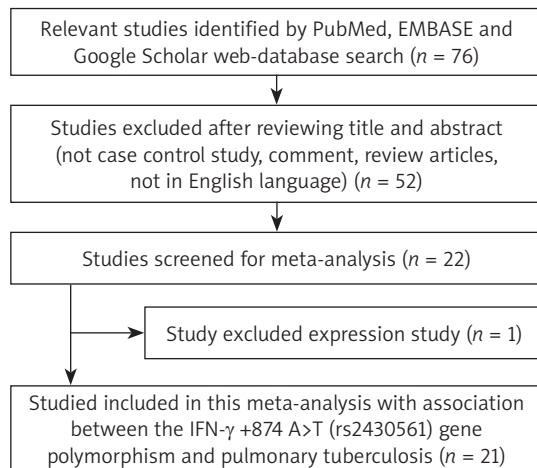 Relevant studies identified by PubMed, EMBASE and
Google Scholar web-database search (n = 76)
Studies excluded after reviewing title and abstract
(not case control study, comment, review articles,
not in English language) (n = 52)
Studies screened for meta-analysis (n = 22)
Study excluded expression study (n = 1)
Studied included in this meta-analysis with association
between the IFN-γ +874 A>T (rs2430561) gene
polymorphism and pulmonary tuberculosis (n = 21)